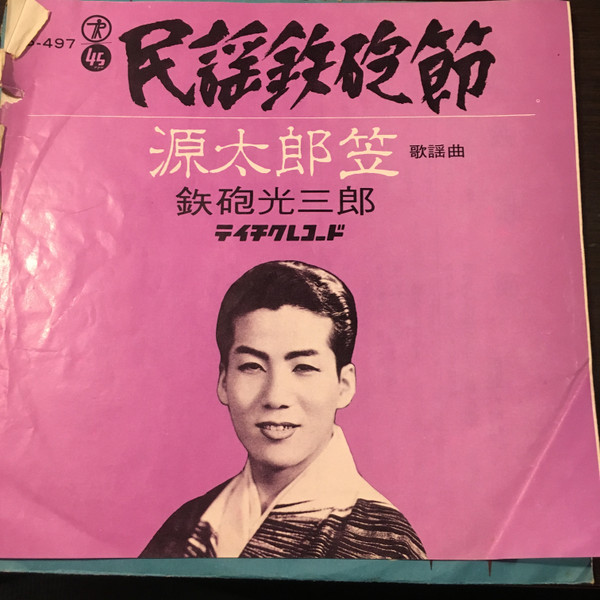 -497
45
民謡鉄砲節
源太郎笠 歌謡曲
鉄砲光三郎
テイチクレコード